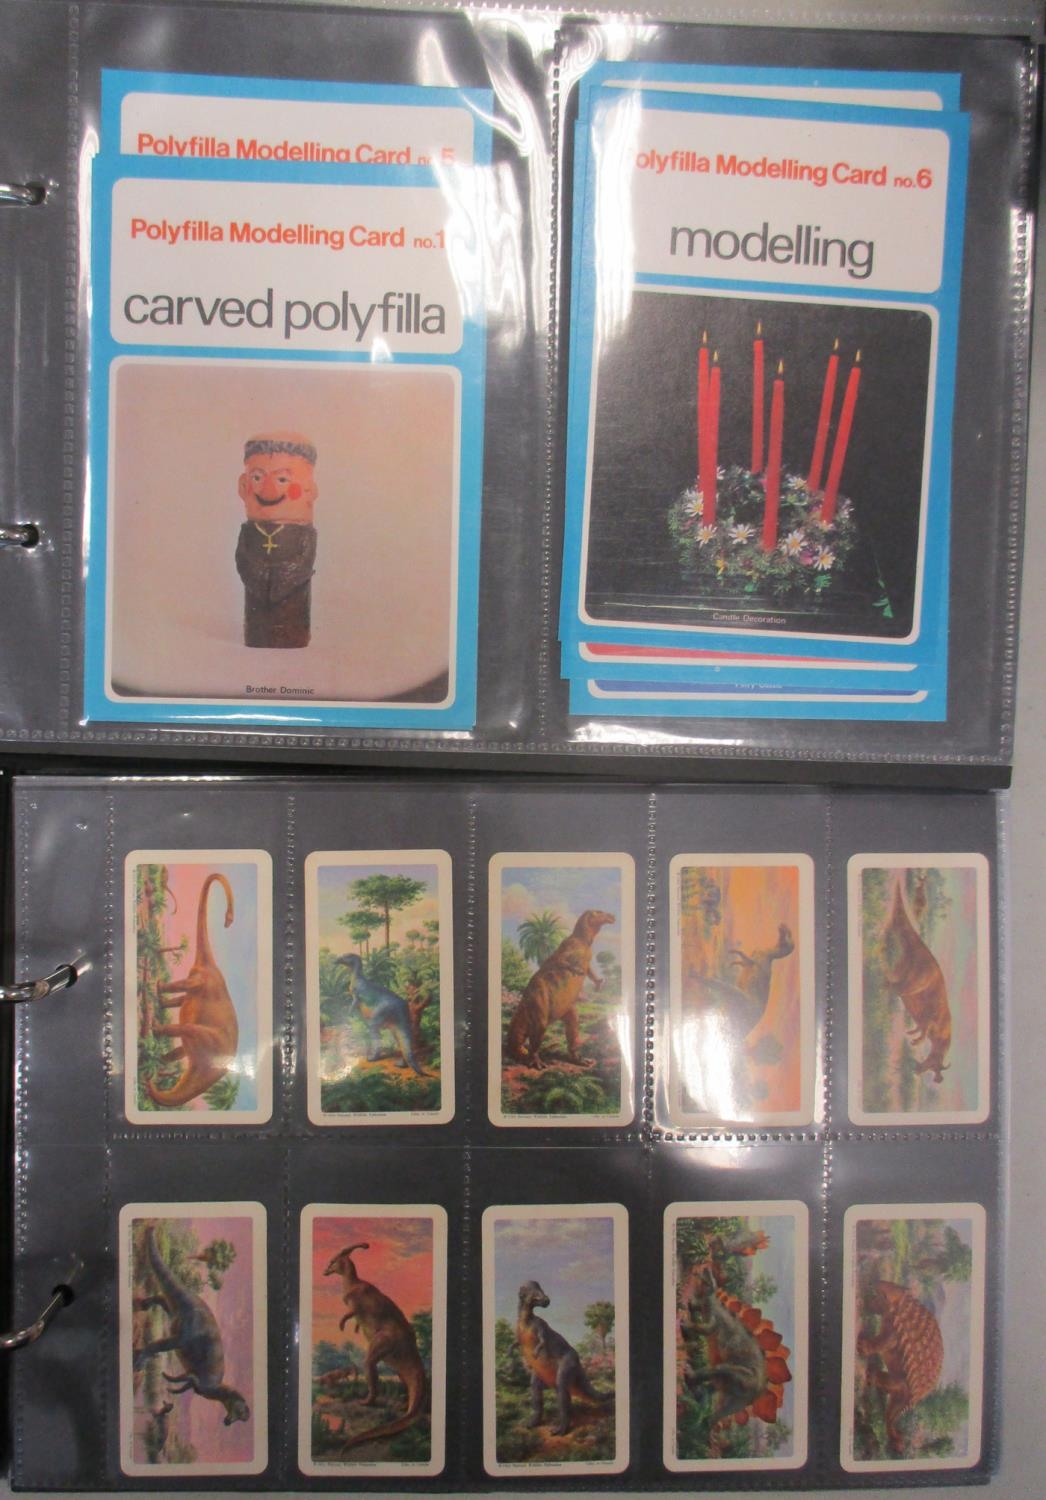 Polyfilla Modelling Card no.5
Polyfilla Modelling Card no.1
carved polyfilla
Brother Dominic
olyfilla Modelling Card no.6
modelling
Candle Decoration